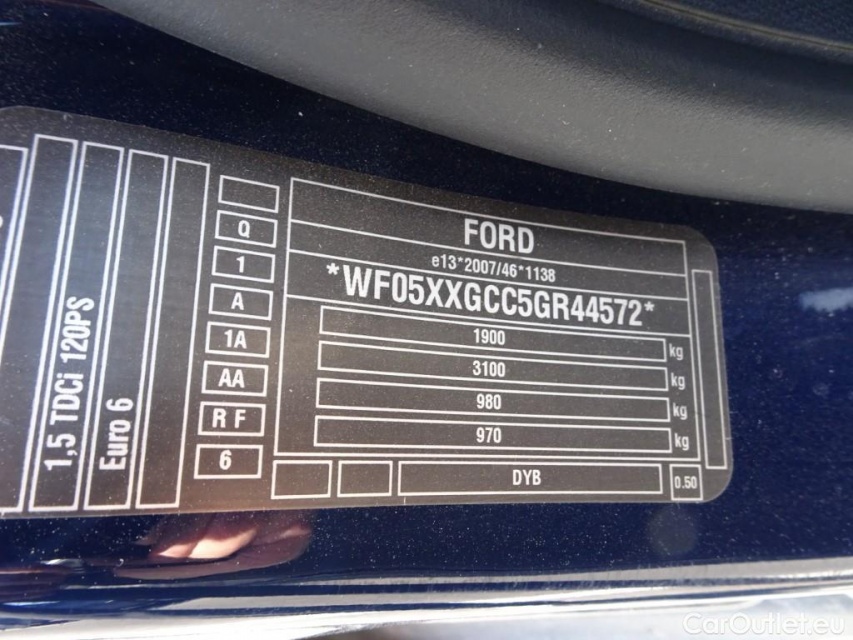 FORD
e13*2007/46*1138
*WF05XXGCC5GR44572*
1900 kg
3100 kg
980 kg
970 kg
DYB
0.50
Q
1
A
1A
AA
R F
6
1,5 TDCi 120PS
Euro 6
CarOutlet.eu